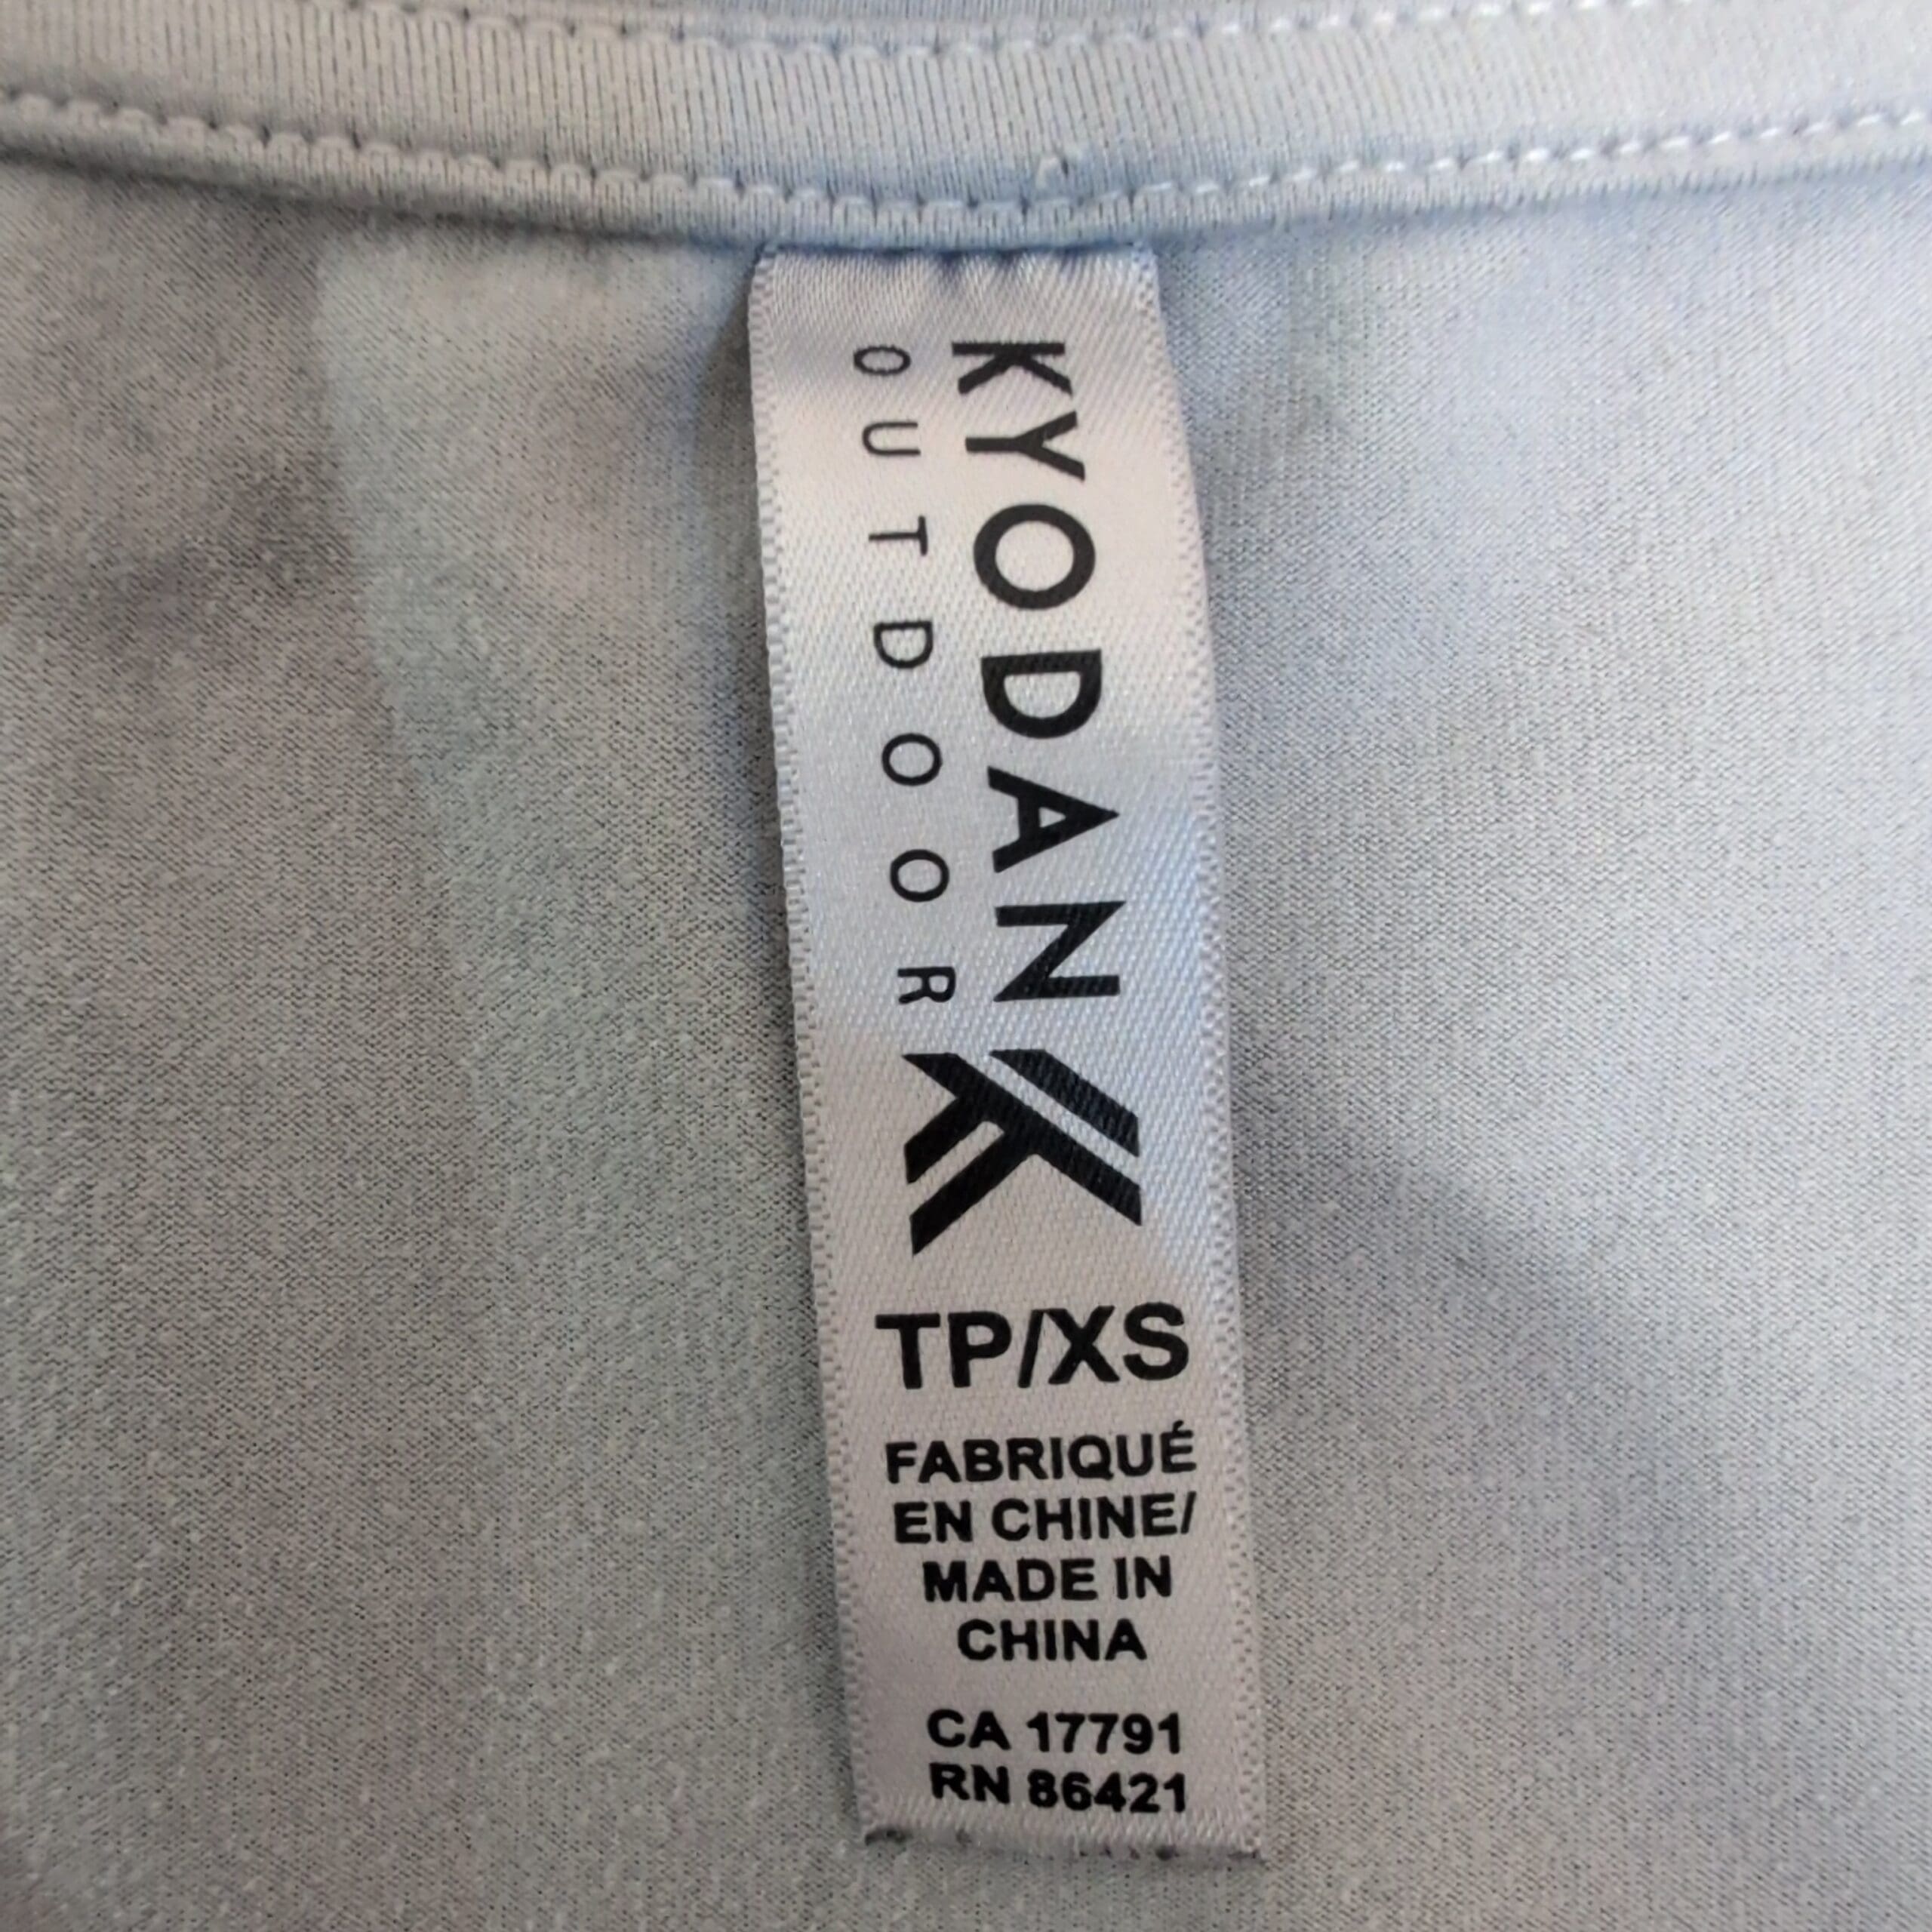 KYODAN
OUTDOOR
TP/XS
FABRIQUÉ
EN CHINE/
MADE IN
CHINA
CA 17791
RN 86421